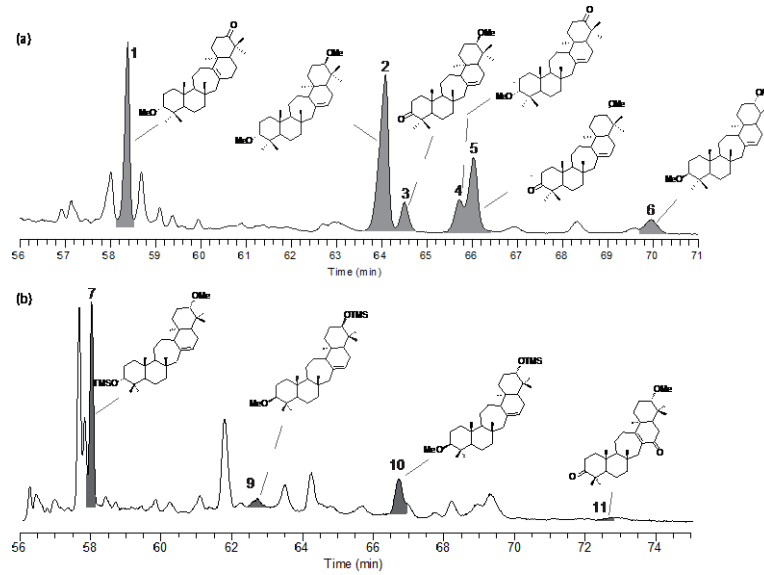 (a)
O
OMe
O
OMe
1
2
MeO
MeO
O
3
MeO
4
5
OMe
O
6
MeO
56 57 58 59 60 61 62 63 64 65 66 67 68 69 70 71
Time (min)
(b)
7
OMe
TMSO
9
OTMS
MeO
10
OTMS
MeO
11
OMe
O
O
56 58 60 62 64 66 68 70 72 74
Time (min)